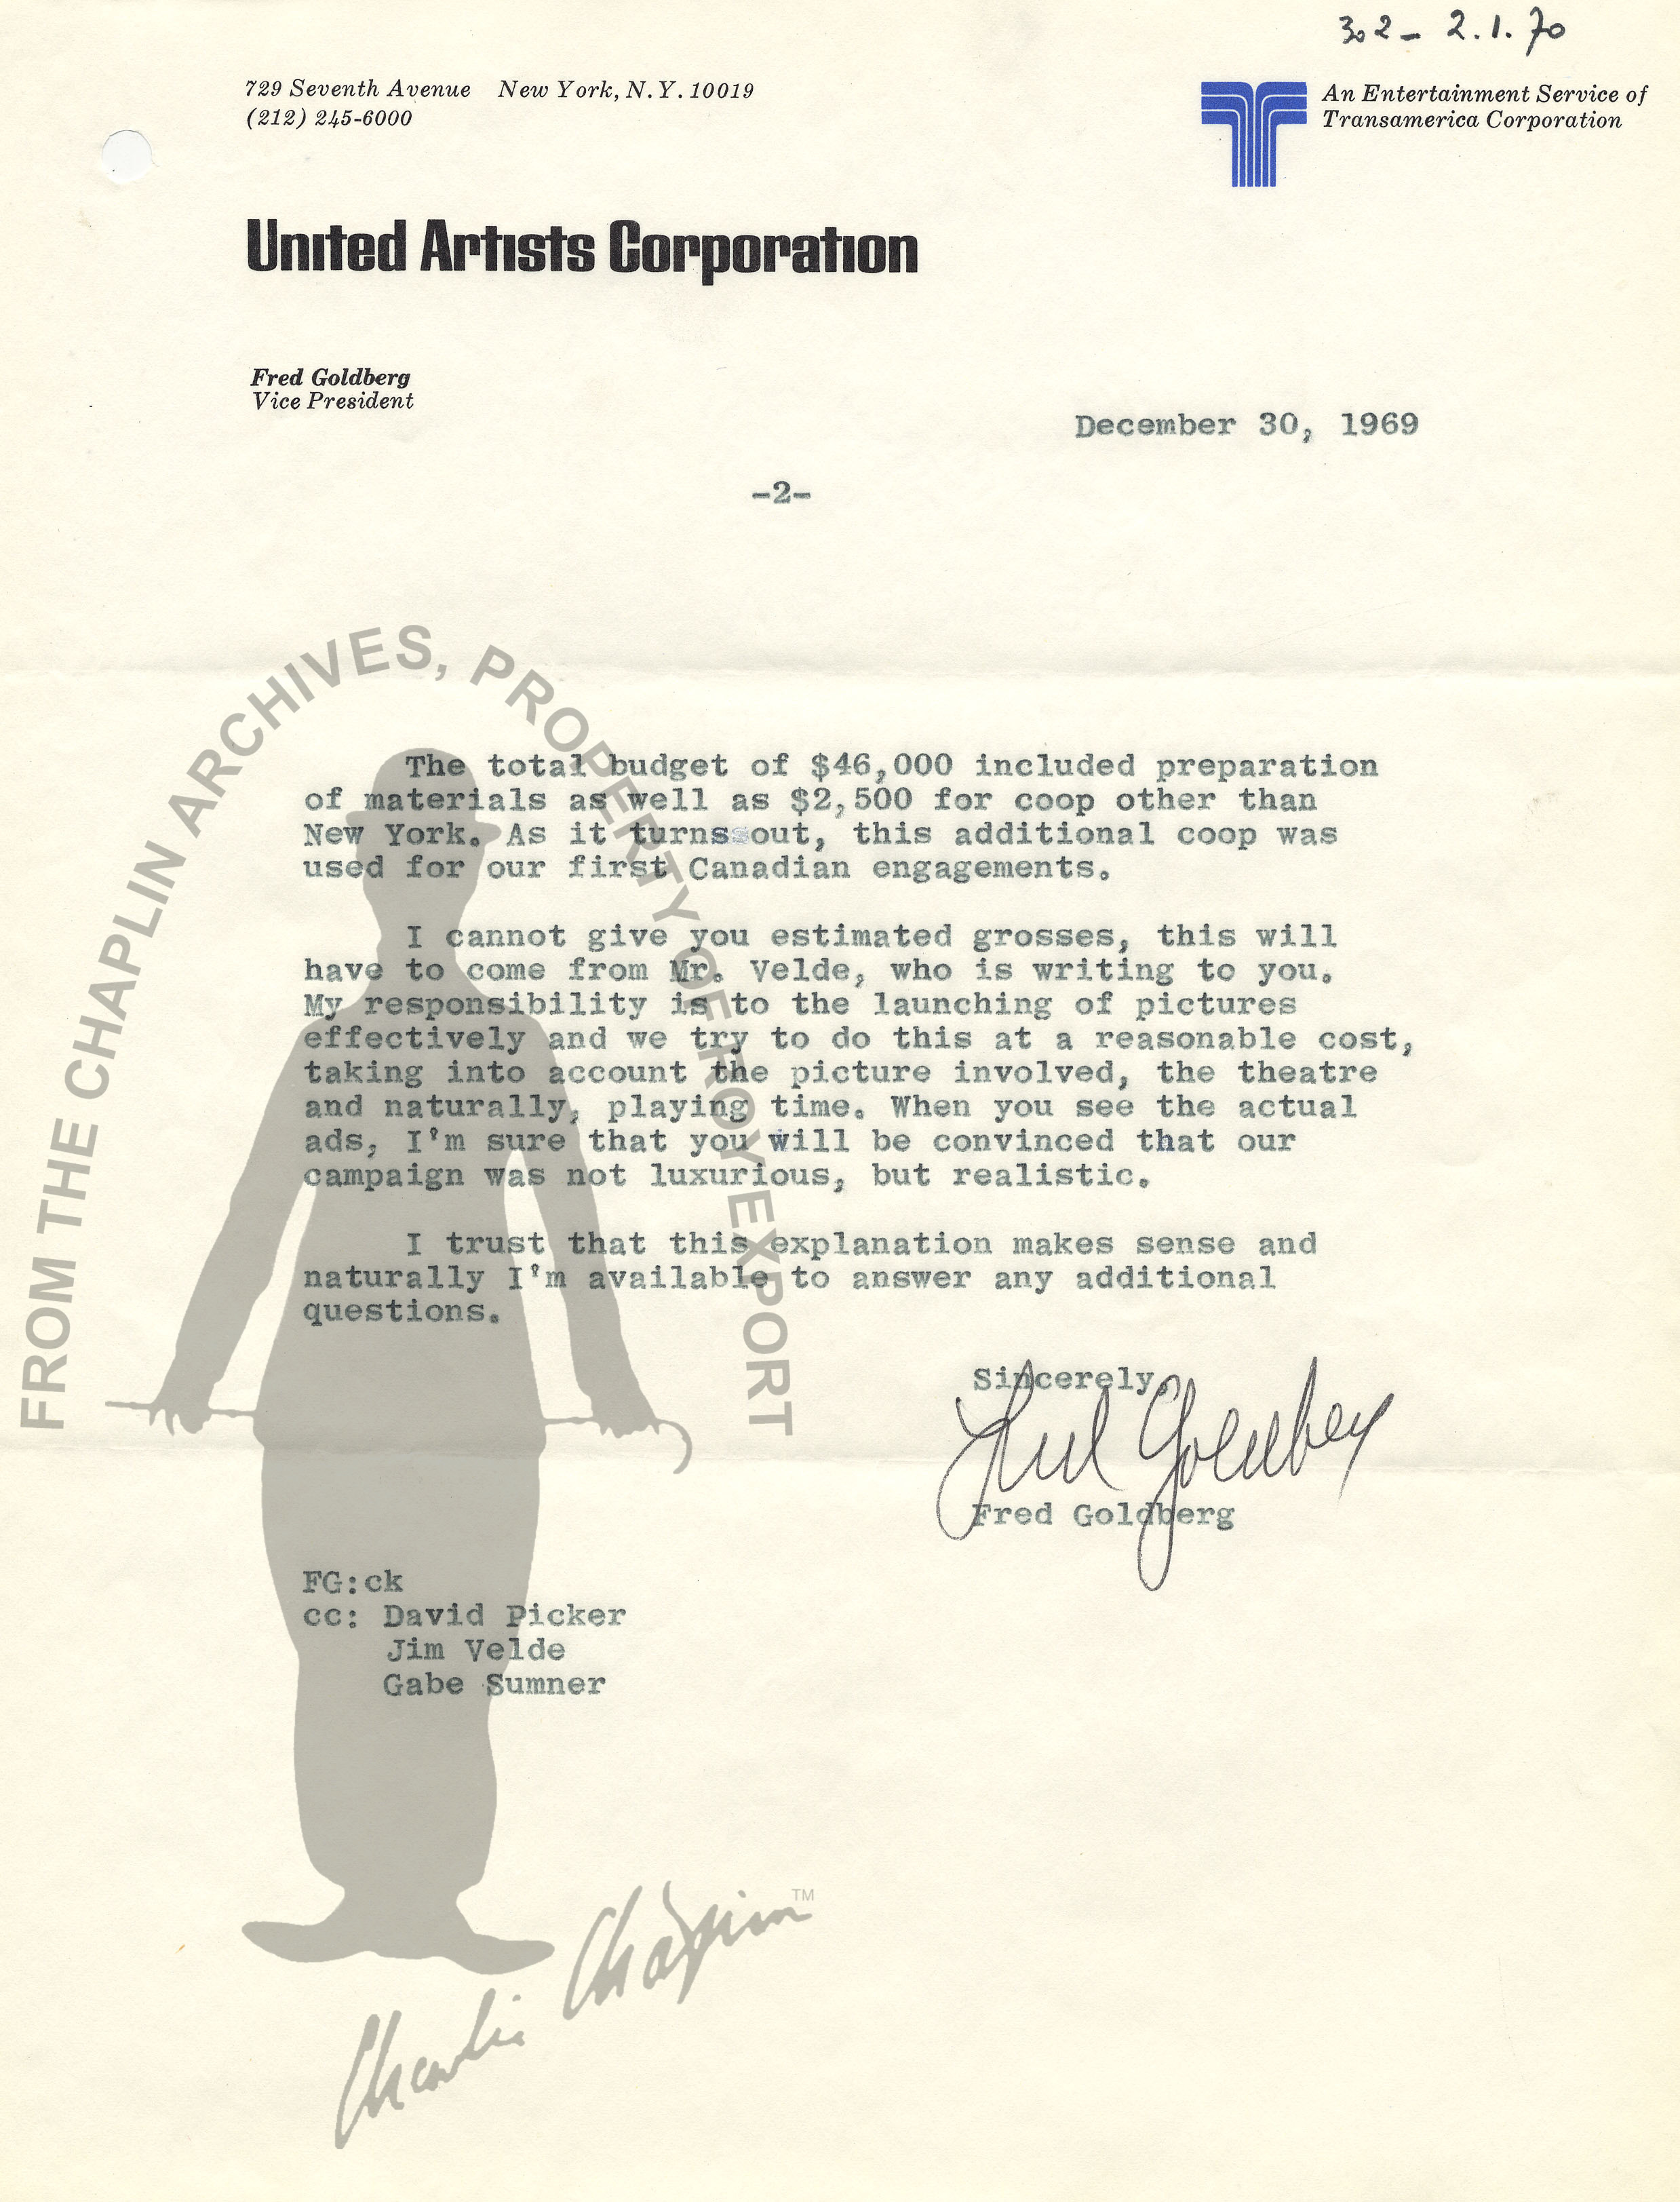 3.2 - 2.1.70
729 Seventh Avenue New York, N.Y. 10019
(212) 245-6000
An Entertainment Service of
Transamerica Corporation
United Artists Corporation
Fred Goldberg
Vice President
December 30, 1969
-2-
The total budget of $46,000 included preparation
of materials as well as $2,500 for coop other than
New York. As it turns out, this additional coop was
used for our first Canadian engagements.
I cannot give you estimated grosses, this will
have to come from Mr. Velde, who is writing to you.
My responsibility is to the launching of pictures
effectively and we try to do this at a reasonable cost,
taking into account the picture involved, the theatre
and naturally, playing time. When you see the actual
ads, I'm sure that you will be convinced that our
campaign was not luxurious, but realistic.
I trust that this explanation makes sense and
naturally I'm available to answer any additional
questions.
Sincerely,
Fred Goldberg
Fred Goldberg
FG:ck
cc: David Picker
Jim Velde
Gabe Sumner
FROM THE CHAPLIN ARCHIVES, PROPERTY OF ROY EXPORT
Charlie Chaplin TM